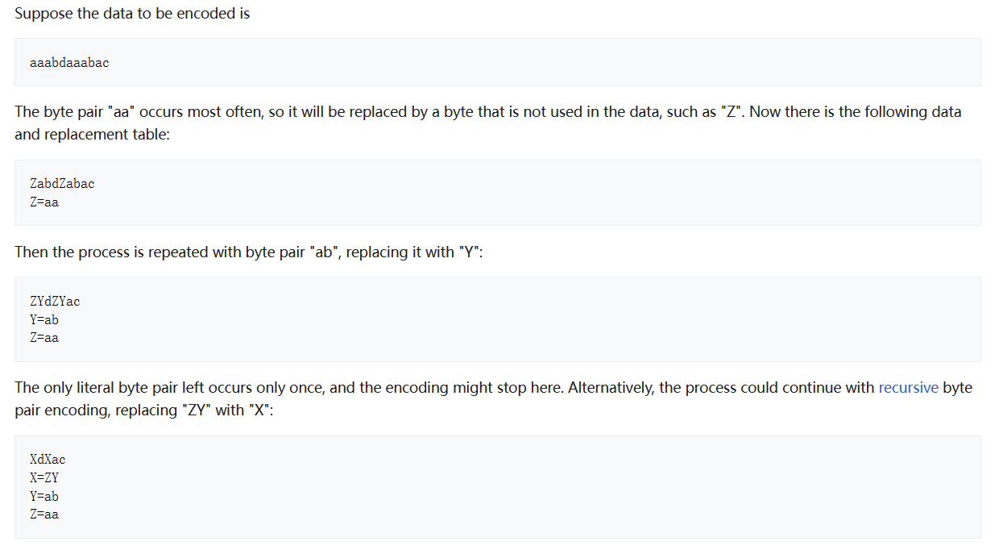 Suppose the data to be encoded is
aaabdaaabac
The byte pair "aa" occurs most often, so it will be replaced by a byte that is not used in the data, such as "Z". Now there is the following data
and replacement table:
ZabdZabac
Z=aa
Then the process is repeated with byte pair "ab", replacing it with "Y":
ZYdZYac
Y=ab
Z=aa
The only literal byte pair left occurs only once, and the encoding might stop here. Alternatively, the process could continue with recursive byte
pair encoding, replacing "ZY" with "X":
XdXac
X=ZY
Y=ab
Z=aa